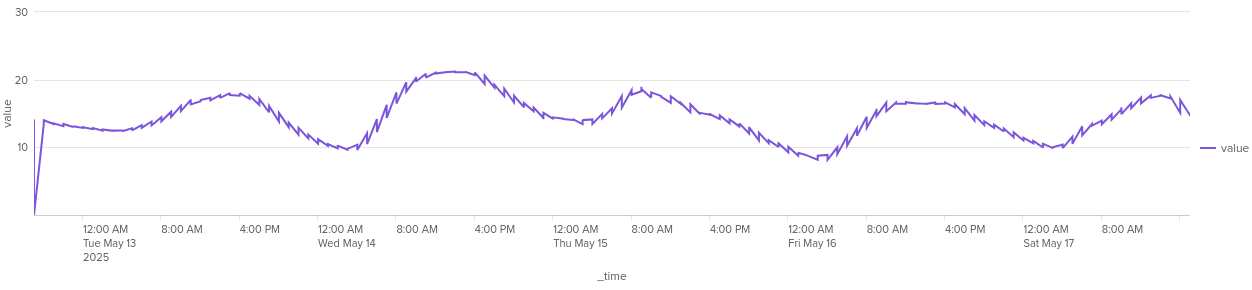 30
20
10
value
12:00 AM 8:00 AM 4:00 PM 12:00 AM 8:00 AM 4:00 PM 12:00 AM 8:00 AM 4:00 PM 12:00 AM 8:00 AM 4:00 PM 12:00 AM 8:00 AM
Tue May 13 Wed May 14 Thu May 15 Fri May 16 Sat May 17
2025
_time
value